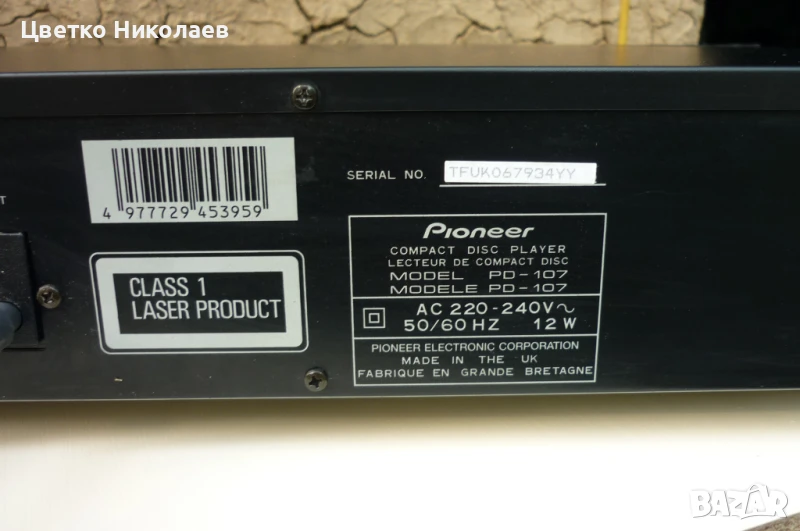 Цветко Николаев
T
4 977729 453959
SERIAL NO. TFUK067934YY
CLASS 1
LASER PRODUCT
Pioneer
COMPACT DISC PLAYER
LECTEUR DE COMPACT DISC
MODEL PD-107
MODELE PD-107
AC 220-240V~
50/60 HZ 12 W
PIONEER ELECTRONIC CORPORATION
MADE IN THE UK
FABRIQUE EN GRANDE BRETAGNE
BAZAR